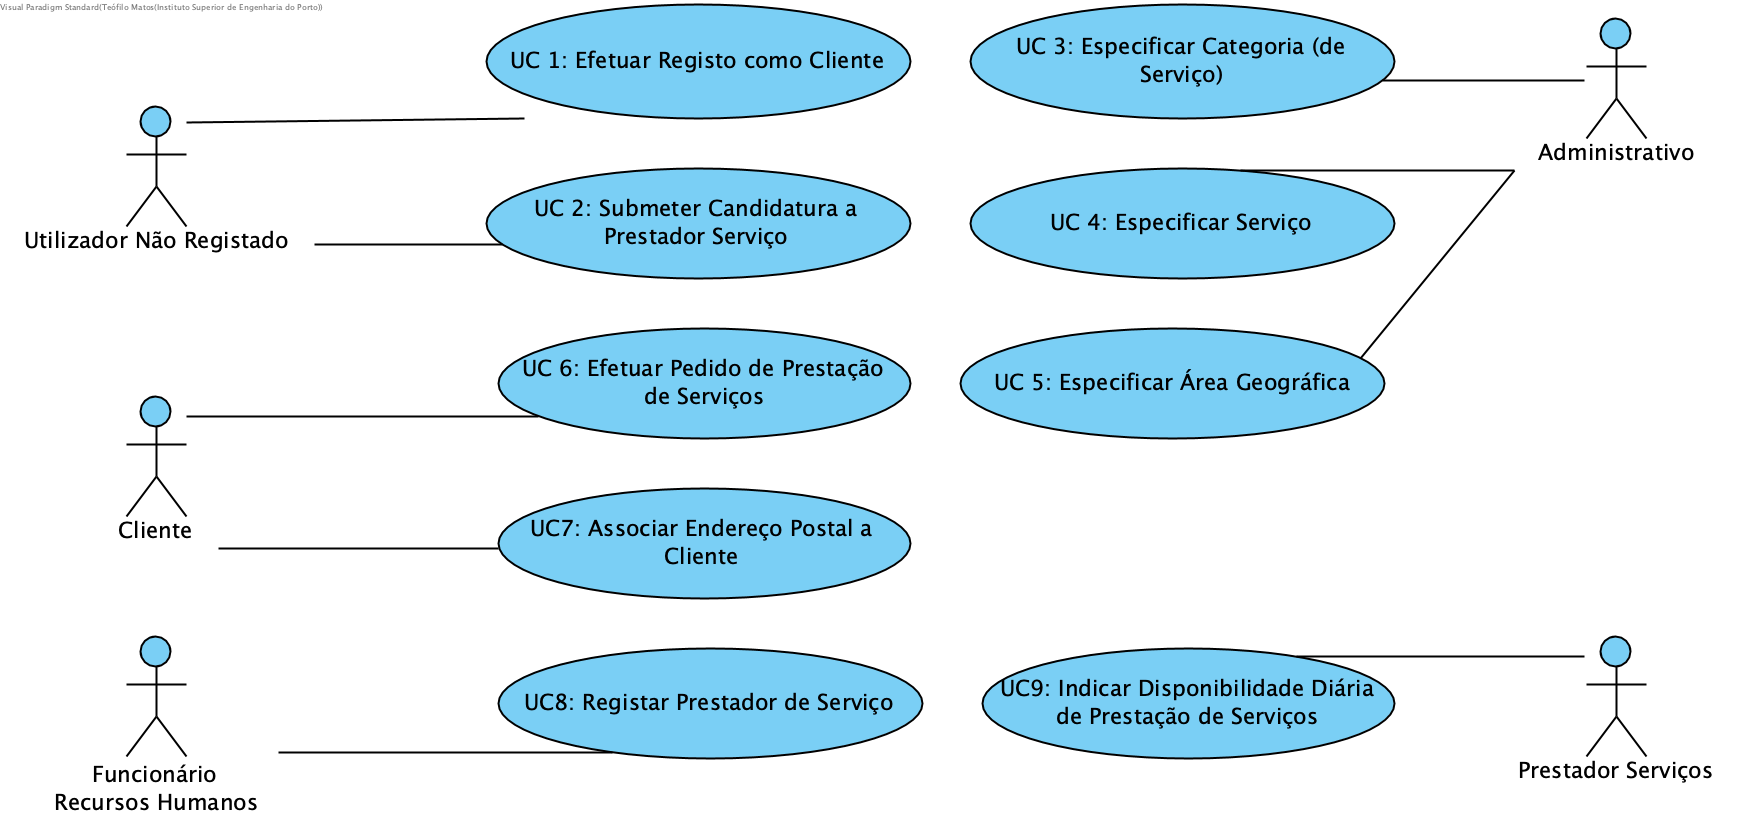 Visual Paradigm Standard(Teófilo Matos(Instituto Superior de Engenharia do Porto))
UC 1: Efetuar Registo como Cliente
UC 3: Especificar Categoria (de
Serviço)
Administrativo
Utilizador Não Registado
UC 2: Submeter Candidatura a
Prestador Serviço
UC 4: Especificar Serviço
UC 6: Efetuar Pedido de Prestação
de Serviços
UC 5: Especificar Área Geográfica
Cliente
UC7: Associar Endereço Postal a
Cliente
UC8: Registar Prestador de Serviço
UC9: Indicar Disponibilidade Diária
de Prestação de Serviços
Funcionário
Recursos Humanos
Prestador Serviços